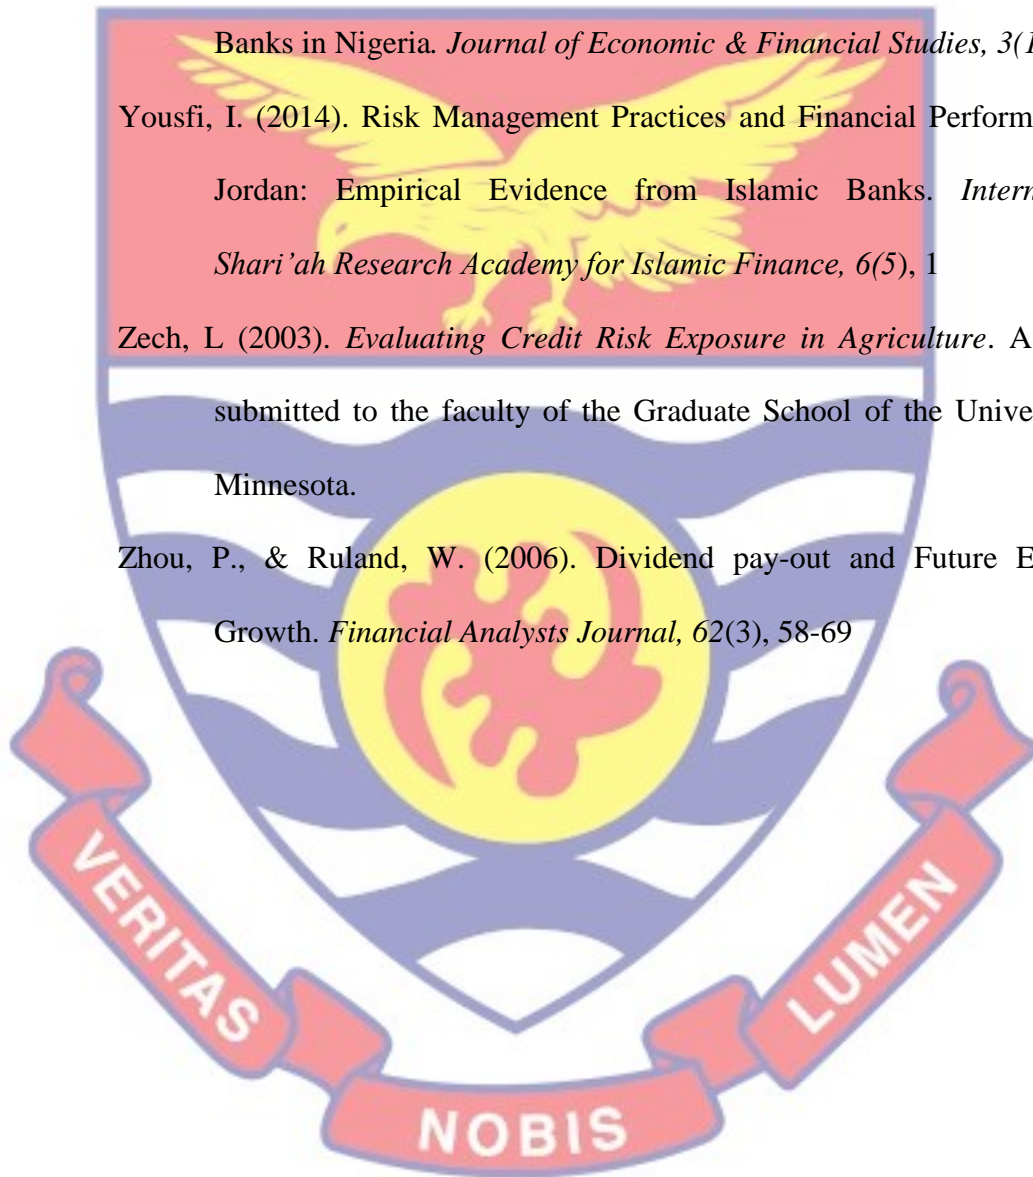 Banks in Nigeria. Journal of Economic & Financial Studies, 3(1
Yousfi, I. (2014). Risk Management Practices and Financial Perform
Jordan: Empirical Evidence from Islamic Banks. Intern
Shari’ah Research Academy for Islamic Finance, 6(5), 1
Zech, L (2003). Evaluating Credit Risk Exposure in Agriculture. A
submitted to the faculty of the Graduate School of the Unive
Minnesota.
Zhou, P., & Ruland, W. (2006). Dividend pay-out and Future E
Growth. Financial Analysts Journal, 62(3), 58-69
VERITAS
NOBIS
LUMEN